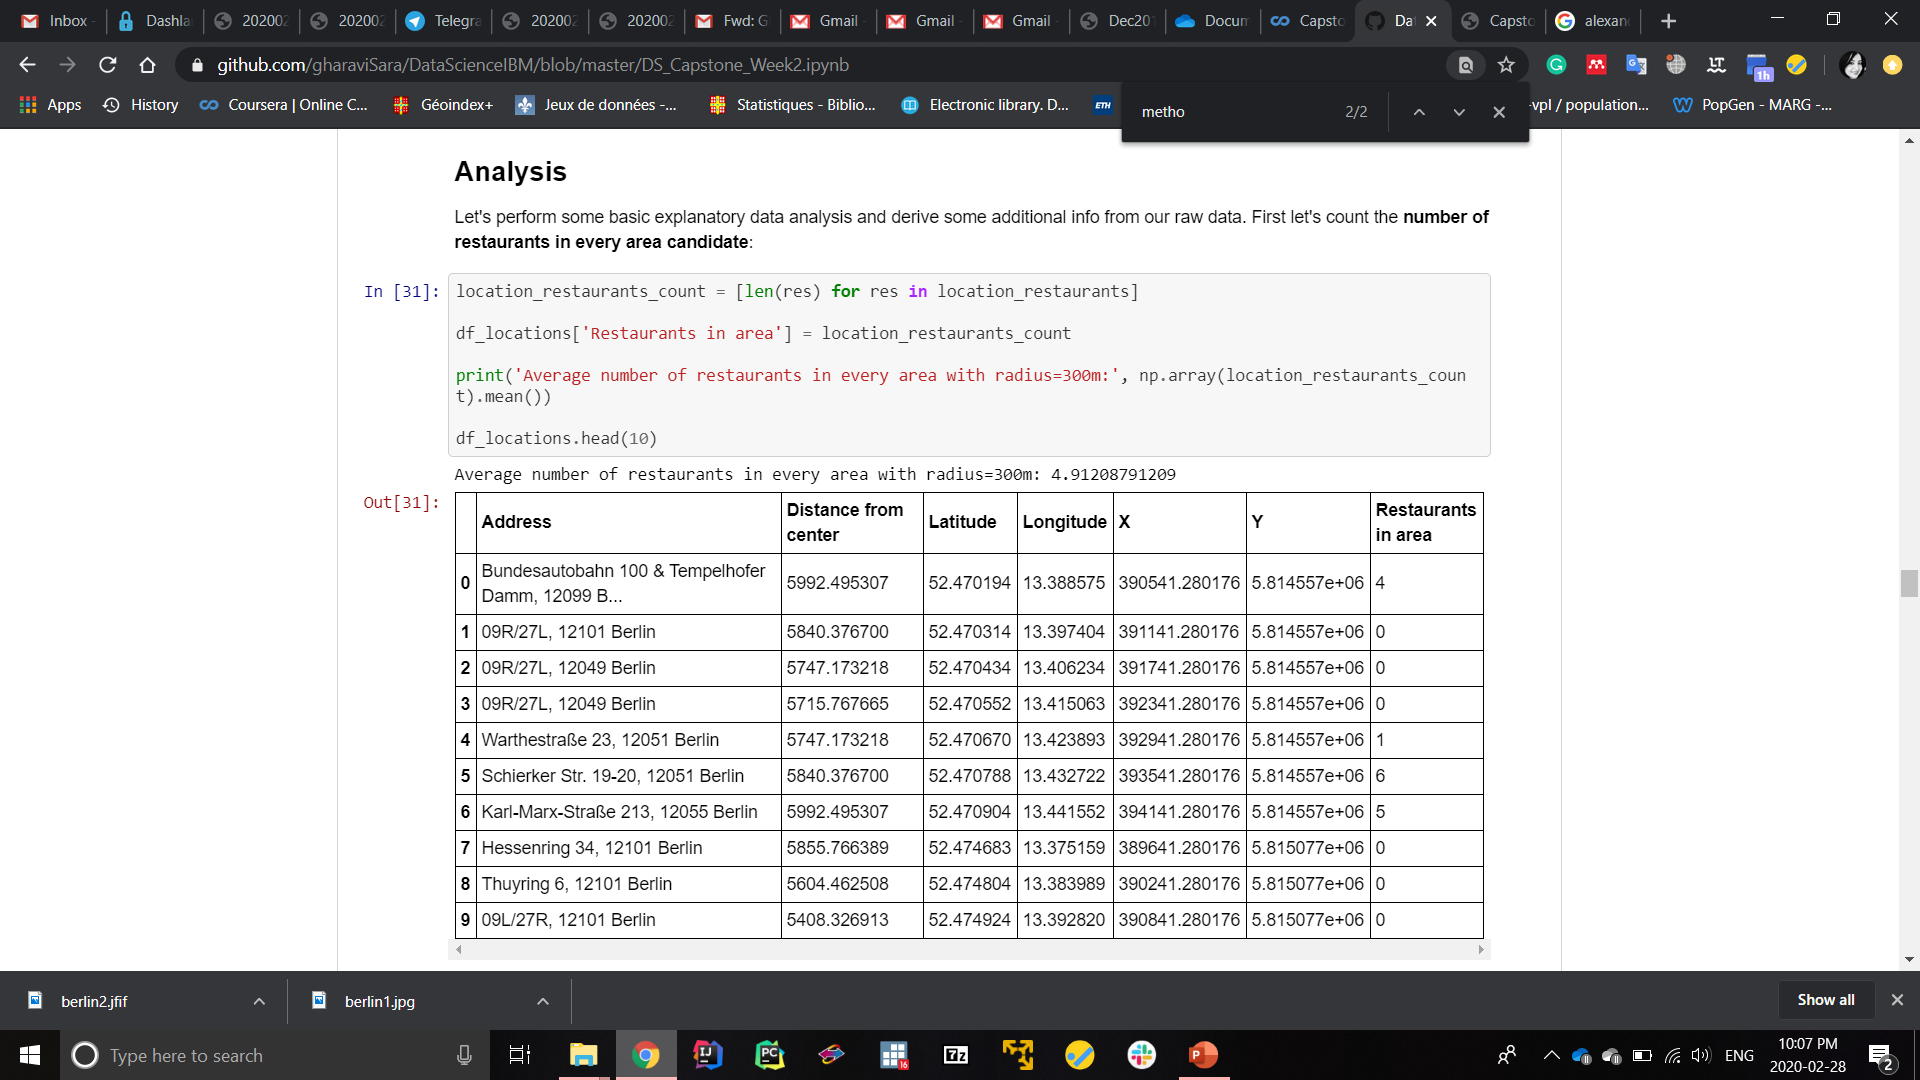 Inbox
Dashla
202002
202002
Telegra
202002
202002
Fwd: G
Gmail
Gmail
Gmail
Dec201
Docum
Capsto
Dat
Capsto
alexan
github.com/gharaviSara/DataScienceIBM/blob/master/DS_Capstone_Week2.ipynb
1h
Apps
History
Coursera | Online C...
Géoindex+
Jeux de données -...
Statistiques - Biblio...
Electronic library. D...
ETH
-vpl / population...
PopGen - MARG -...
metho 2/2
Analysis
Let's perform some basic explanatory data analysis and derive some additional info from our raw data. First let's count the number of
restaurants in every area candidate:
In [31]: location_restaurants_count = [len(res) for res in location_restaurants]
df_locations['Restaurants in area'] = location_restaurants_count
print('Average number of restaurants in every area with radius=300m:', np.array(location_restaurants_coun
t).mean())
df_locations.head(10)
Average number of restaurants in every area with radius=300m: 4.91208791209
Out[31]:
Address | Distance from center | Latitude | Longitude | X | Y | Restaurants in area
0 Bundesautobahn 100 & Tempelhofer Damm, 12099 B... 5992.495307 52.470194 13.388575 390541.280176 5.814557e+06 4
1 09R/27L, 12101 Berlin 5840.376700 52.470314 13.397404 391141.280176 5.814557e+06 0
2 09R/27L, 12049 Berlin 5747.173218 52.470434 13.406234 391741.280176 5.814557e+06 0
3 09R/27L, 12049 Berlin 5715.767665 52.470552 13.415063 392341.280176 5.814557e+06 0
4 Warthestraße 23, 12051 Berlin 5747.173218 52.470670 13.423893 392941.280176 5.814557e+06 1
5 Schierker Str. 19-20, 12051 Berlin 5840.376700 52.470788 13.432722 393541.280176 5.814557e+06 6
6 Karl-Marx-Straße 213, 12055 Berlin 5992.495307 52.470904 13.441552 394141.280176 5.814557e+06 5
7 Hessenring 34, 12101 Berlin 5855.766389 52.474683 13.375159 389641.280176 5.815077e+06 0
8 Thuyring 6, 12101 Berlin 5604.462508 52.474804 13.383989 390241.280176 5.815077e+06 0
9 09L/27R, 12101 Berlin 5408.326913 52.474924 13.392820 390841.280176 5.815077e+06 0
berlin2.jfif
berlin1.jpg
Show all
Type here to search
ENG
10:07 PM
2020-02-28
2